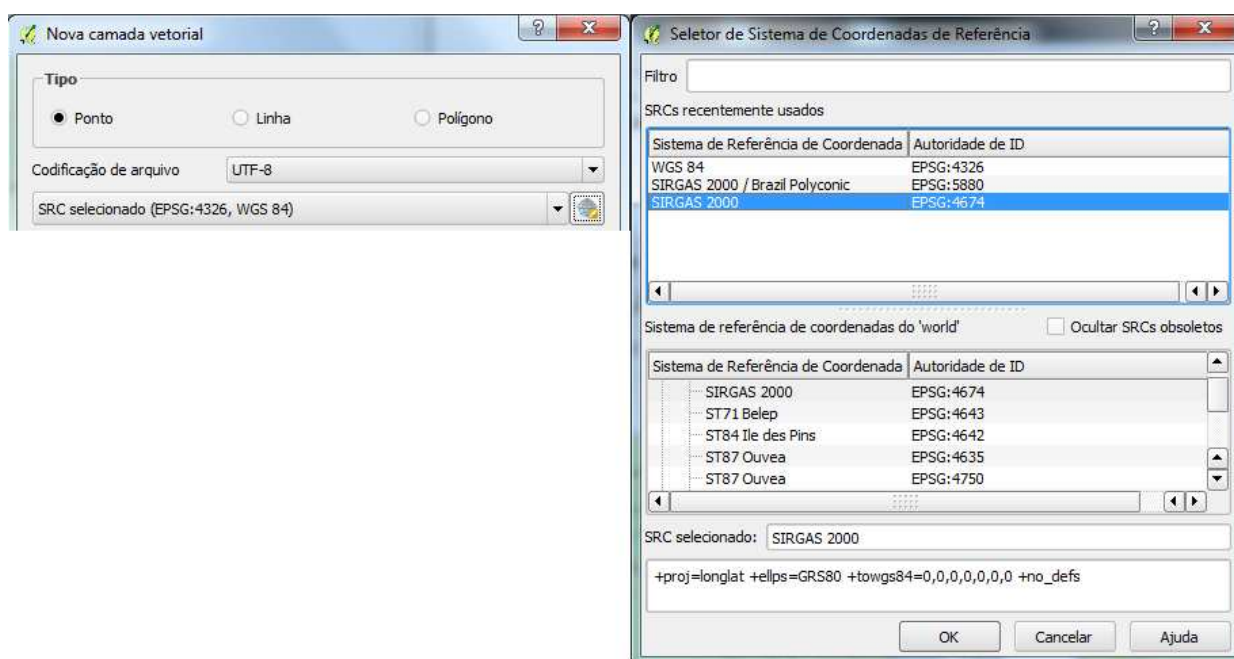 Nova camada vetorial
Tipo
Ponto Linha Polígono
Codificação de arquivo UTF-8
SRC selecionado (EPSG:4326, WGS 84)
Seletor de Sistema de Coordenadas de Referência
Filtro
SRCs recentemente usados
Sistema de Referência de Coordenada Autoridade de ID
WGS 84 EPSG:4326
SIRGAS 2000 / Brazil Polyconic EPSG:5880
SIRGAS 2000 EPSG:4674
Sistema de referência de coordenadas do 'world' Ocultar SRCs obsoletos
Sistema de Referência de Coordenada Autoridade de ID
SIRGAS 2000 EPSG:4674
ST71 Belep EPSG:4643
ST84 Ile des Pins EPSG:4642
ST87 Ouvea EPSG:4635
ST87 Ouvea EPSG:4750
SRC selecionado: SIRGAS 2000
+proj=longlat +ellps=GRS80 +towgs84=0,0,0,0,0,0,0 +no_defs
OK Cancelar Ajuda